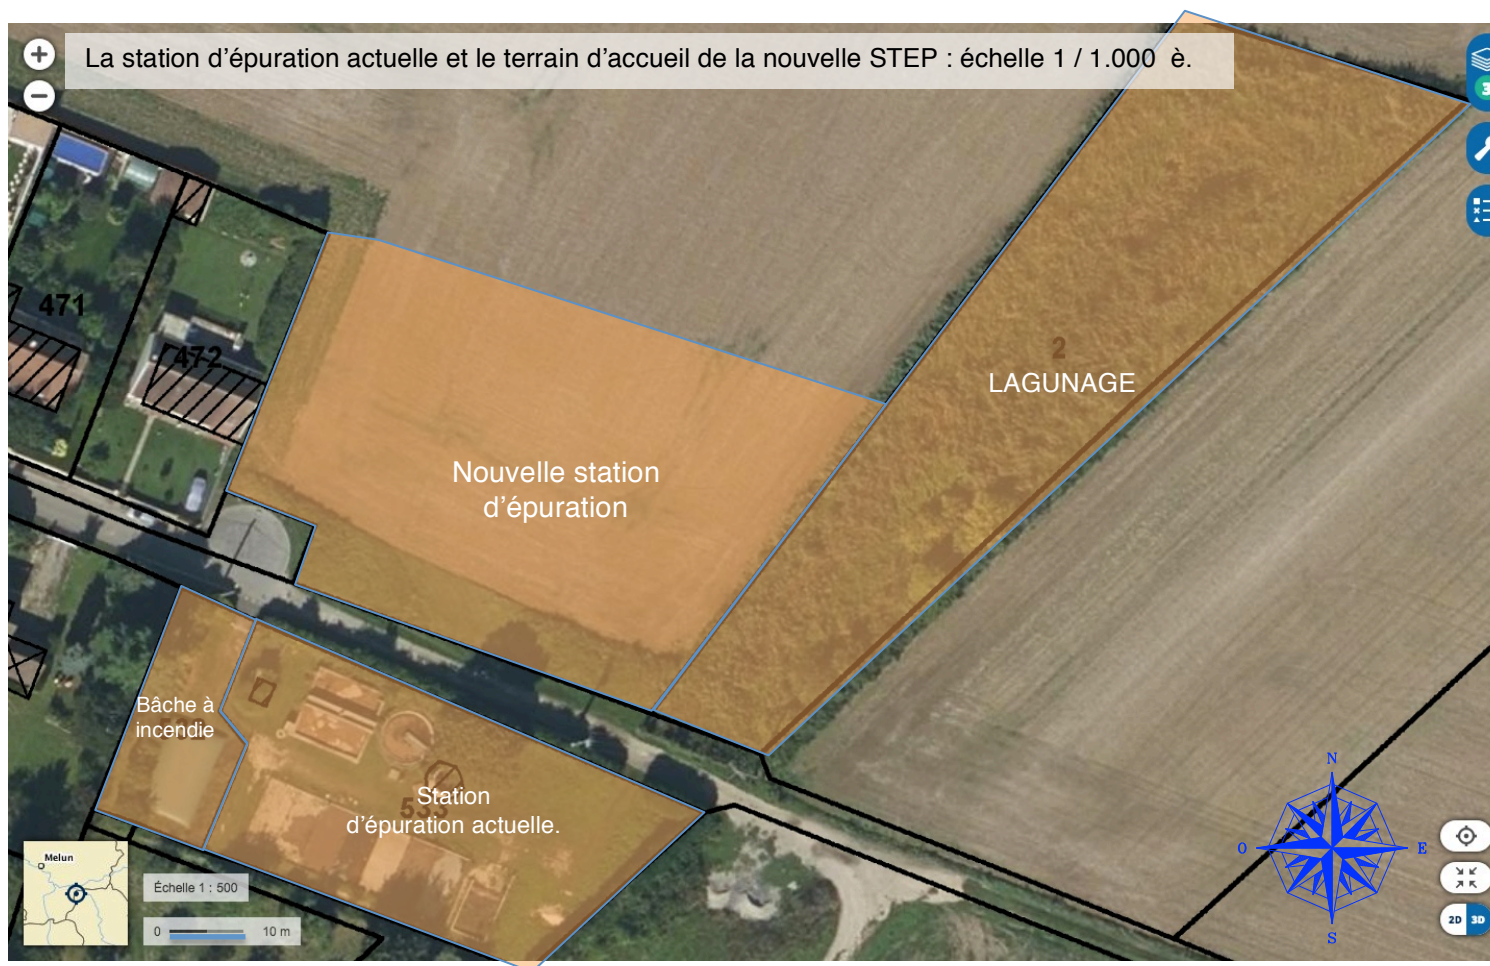 La station d’épuration actuelle et le terrain d’accueil de la nouvelle STEP : échelle 1 / 1.000 è.
3
471
472
2
LAGUNAGE
Nouvelle station
d’épuration
Bâche à
incendie
Station
d’épuration actuelle.
N
O
E
S
Melun
Échelle 1 : 500
0
10 m
2D 3D